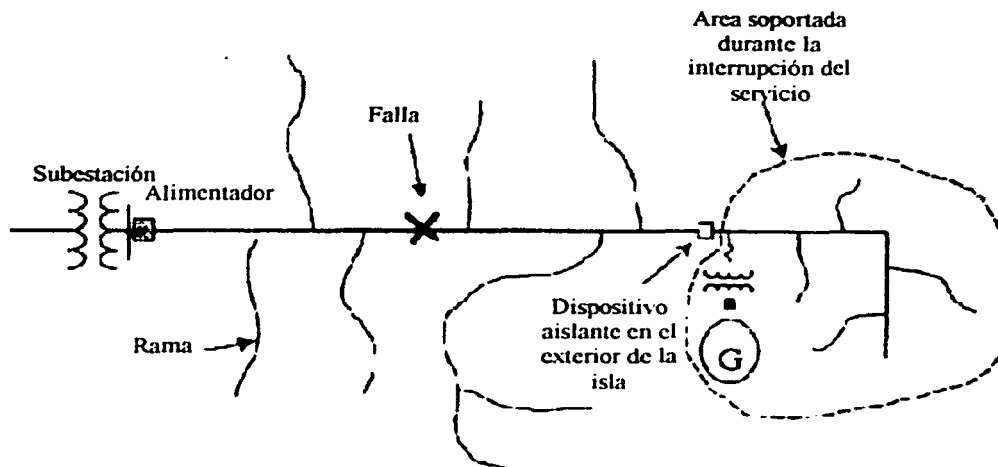 Area soportada
durante la
interrupción del
servicio
Falla
Subestación
Alimentador
Rama
Dispositivo
aislante en el
exterior de la
isla
G